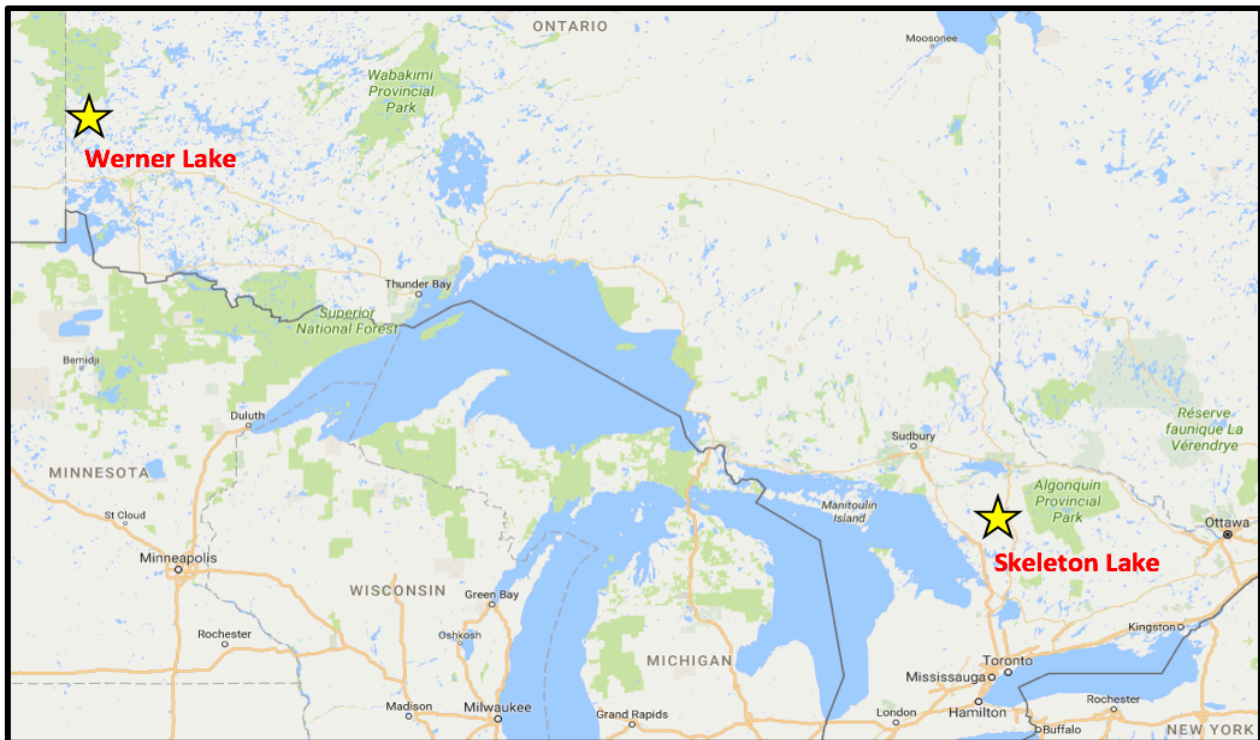 ONTARIO
Moosonee
Wabakimi
Provincial
Park
Werner Lake
Thunder Bay
Superior
National Forest
Bemidji
Duluth
MINNESOTA
Sudbury
Réserve
faunique La
Vérendrye
Algonquin
Provincial
Park
Manitoulin
Island
St Cloud
Ottawa
Minneapolis
Skeleton Lake
WISCONSIN
Green Bay
Kingston
Rochester
Oshkosh
MICHIGAN
Toronto
Mississauga
Hamilton
Madison
Milwaukee
Grand Rapids
London
Rochester
Buffalo
NEW YORK